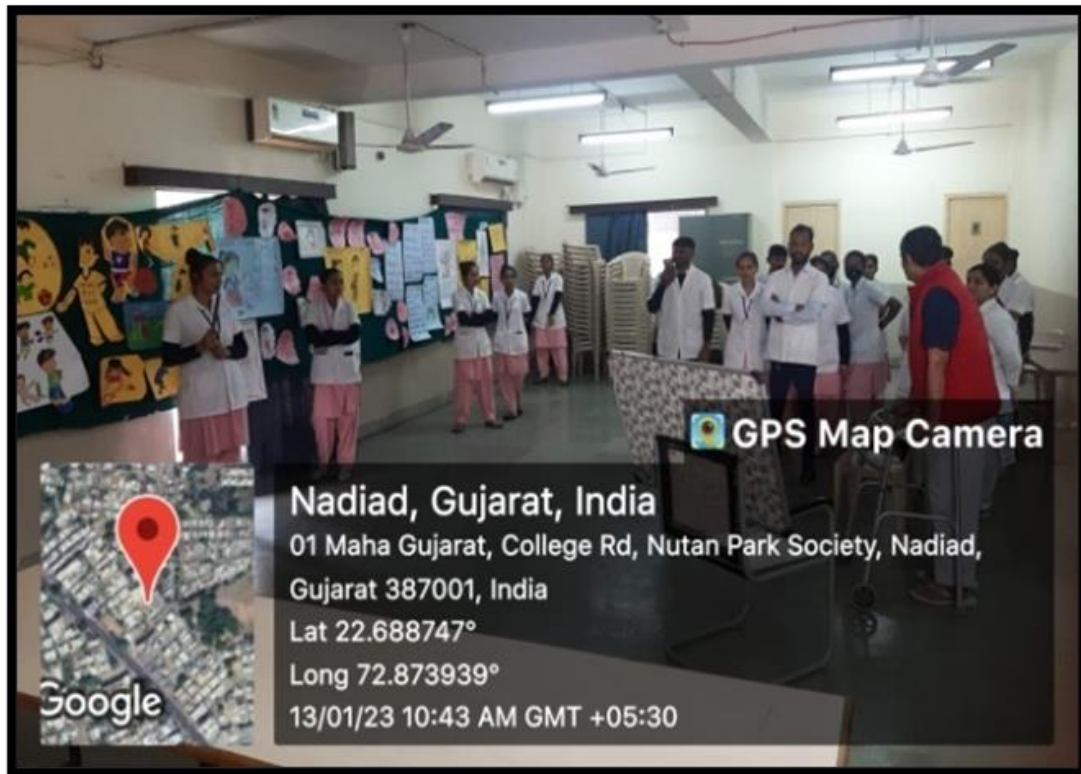 GPS Map Camera
Nadiad, Gujarat, India
01 Maha Gujarat, College Rd, Nutan Park Society, Nadiad,
Gujarat 387001, India
Lat 22.688747°
Long 72.873939°
13/01/23 10:43 AM GMT +05:30
Google